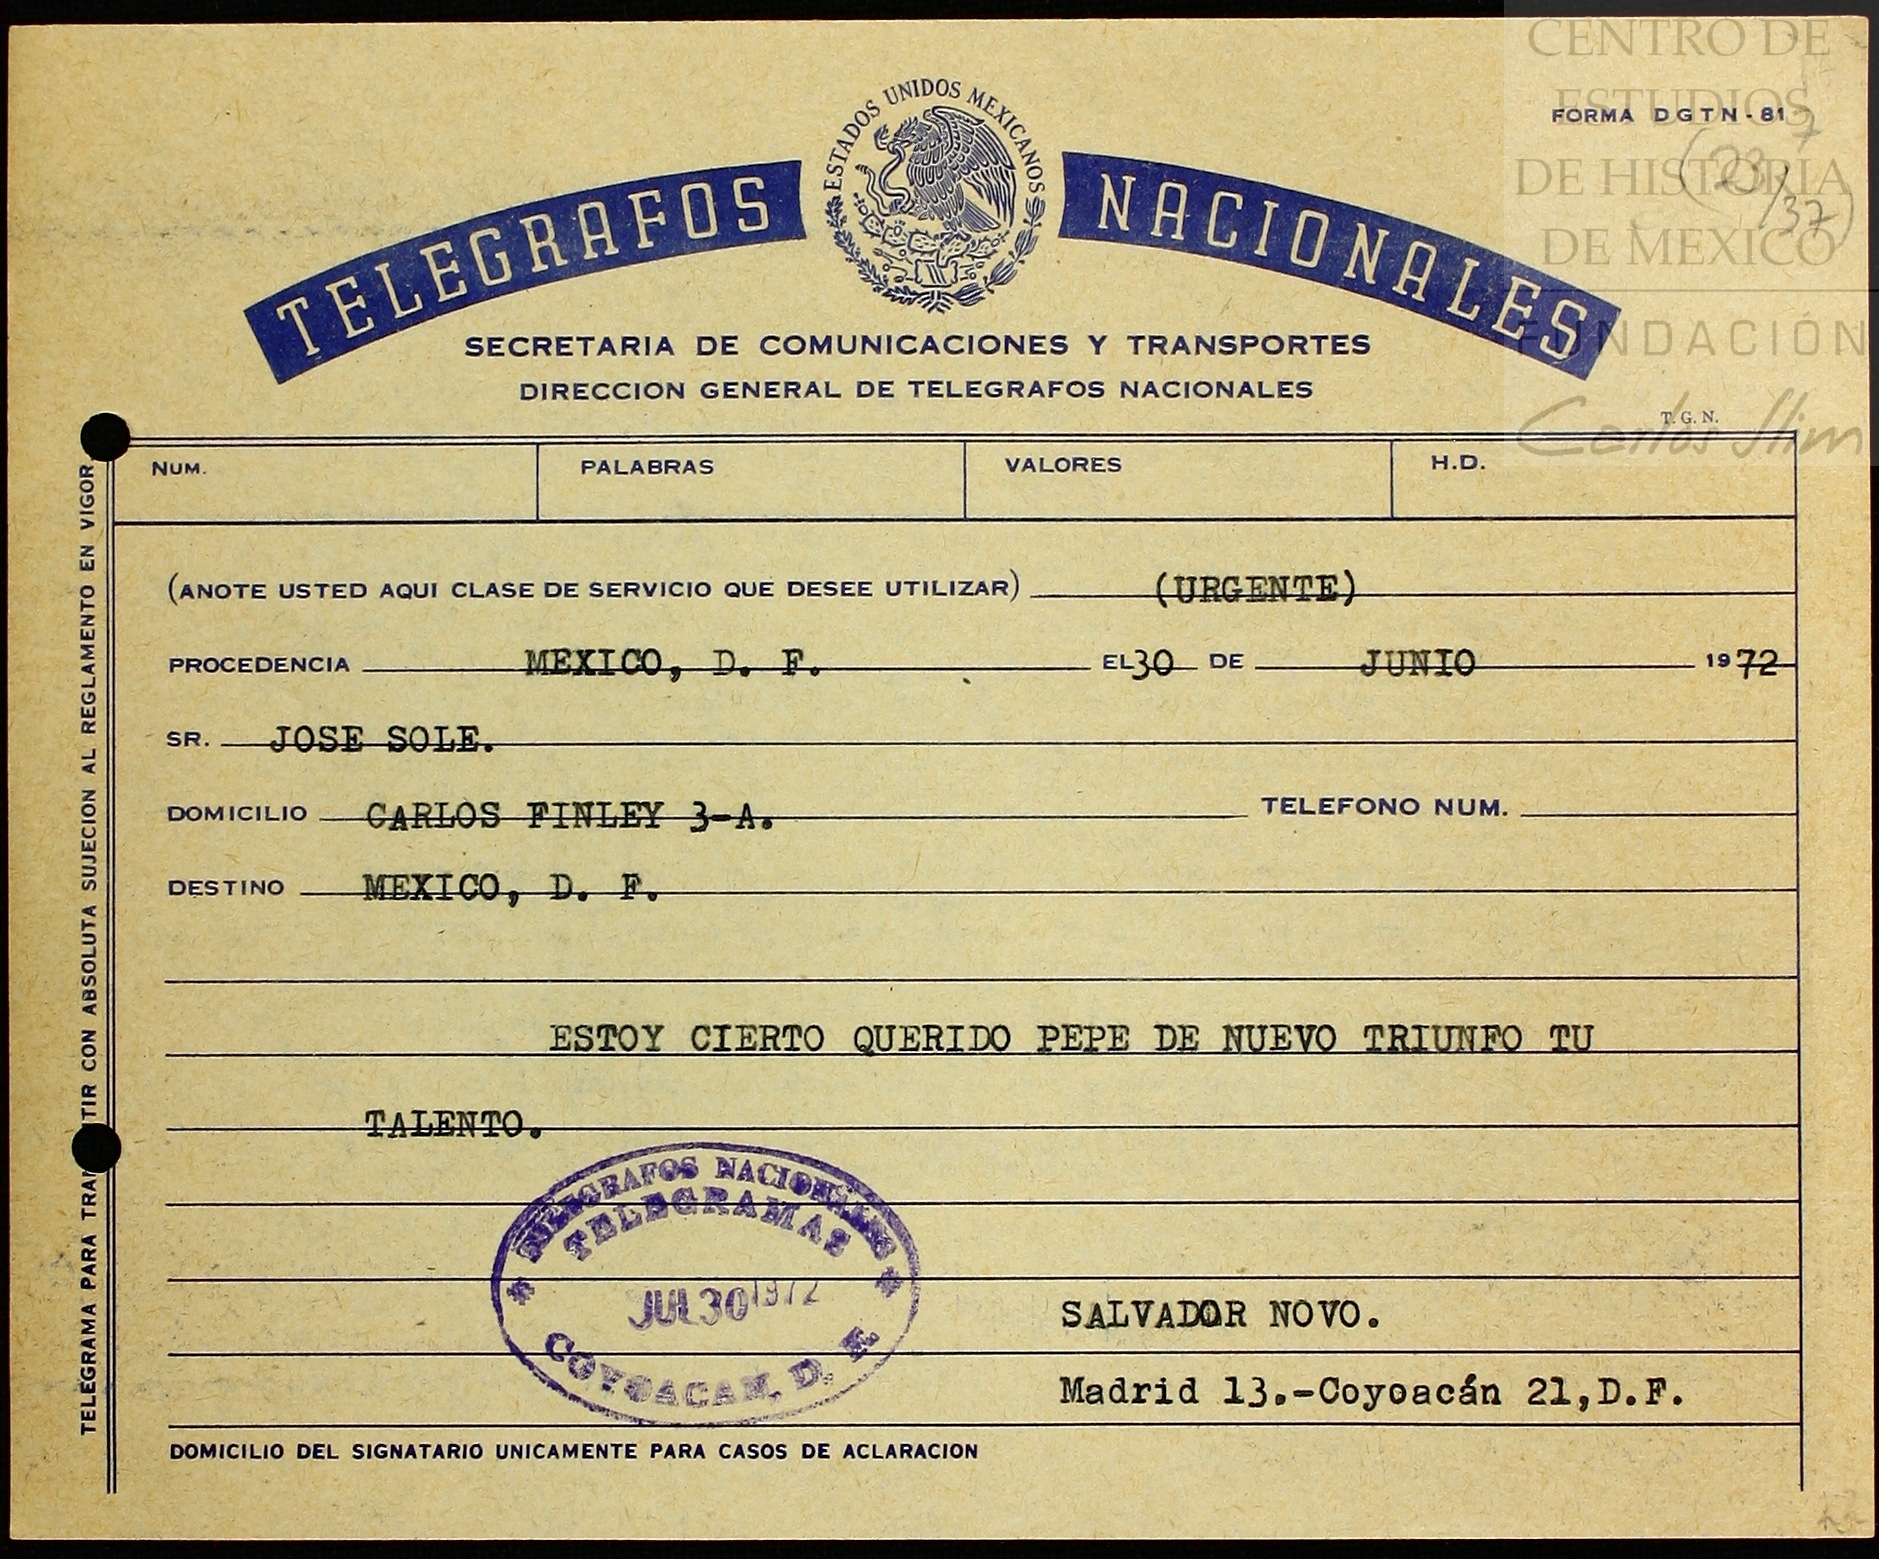 CENTRO DE
ESTUDIOS
DE HISTORIA
DE MEXICO
FUNDACIÓN
Carlos Slim
FORMA DGTN-81
(23
/37)
ESTADOS UNIDOS MEXICANOS
TELEGRAFOS NACIONALES
SECRETARIA DE COMUNICACIONES Y TRANSPORTES
DIRECCION GENERAL DE TELEGRAFOS NACIONALES
T. G. N.
NUM. PALABRAS VALORES H.D.
(ANOTE USTED AQUI CLASE DE SERVICIO QUE DESEE UTILIZAR) (URGENTE)
PROCEDENCIA MEXICO, D. F. EL 30 DE JUNIO 1972
SR. JOSE SOLE.
DOMICILIO CARLOS FINLEY 3-A. TELEFONO NUM.
DESTINO MEXICO, D. F.
ESTOY CIERTO QUERIDO PEPE DE NUEVO TRIUNFO TU
TALENTO.
TELEGRAFOS NACIONALES
TELEGRAMAS
JUL 30 1972
COYOACAN, D. F.
SALVADOR NOVO.
Madrid 13.-Coyoacán 21,D.F.
DOMICILIO DEL SIGNATARIO UNICAMENTE PARA CASOS DE ACLARACION
TELEGRAMA PARA TRA TIR CON ABSOLUTA SUJECION AL REGLAMENTO EN VIGOR